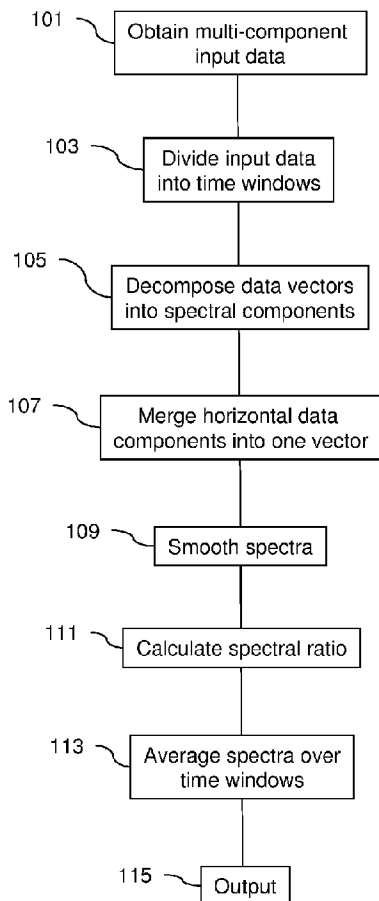 101
Obtain multi-component
input data
103
Divide input data
into time windows
105
Decompose data vectors
into spectral components
107
Merge horizontal data
components into one vector
109
Smooth spectra
111
Calculate spectral ratio
113
Average spectra over
time windows
115
Output